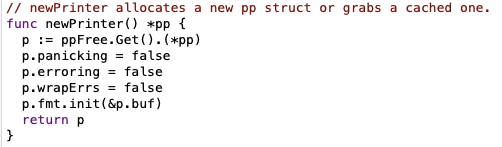 // newPrinter allocates a new pp struct or grabs a cached one.
func newPrinter() *pp {
  p := ppFree.Get().(*pp)
  p.panicking = false
  p.erroring = false
  p.wrapErrs = false
  p.fmt.init(&p.buf)
  return p
}